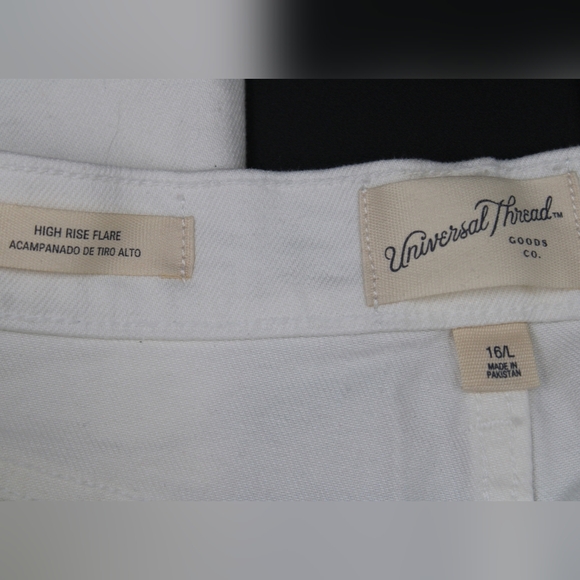 HIGH RISE FLARE
ACAMPANADO DE TIRO ALTO
Universal Thread™
GOODS
CO.
16/L
MADE IN
PAKISTAN